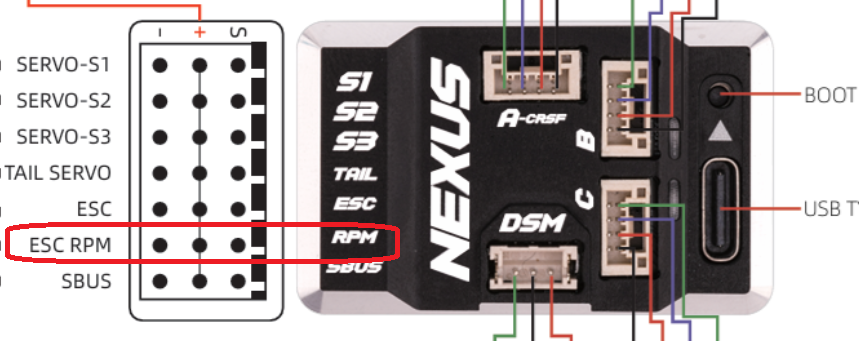 − + S
SERVO-S1
SERVO-S2
SERVO-S3
TAIL SERVO
ESC
ESC RPM
SBUS
S1
S2
S3
TAIL
ESC
RPM
SBUS
NEXUS
A-CRSF
B
C
DSM
BOOT
USB TY